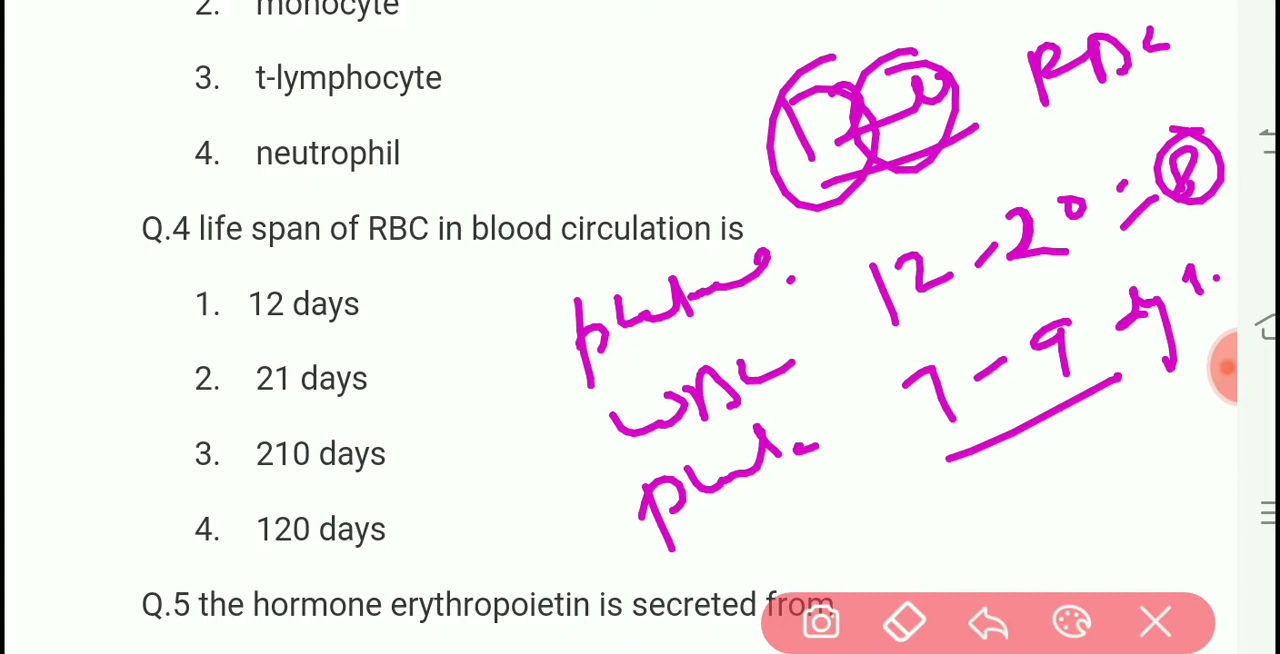 2. monocyte
3. t-lymphocyte
4. neutrophil
RBC
Q.4 life span of RBC in blood circulation is
1. 12 days
12-20
8
2. 21 days
WBC
7-9
3. 210 days
4. 120 days
Q.5 the hormone erythropoietin is secreted from